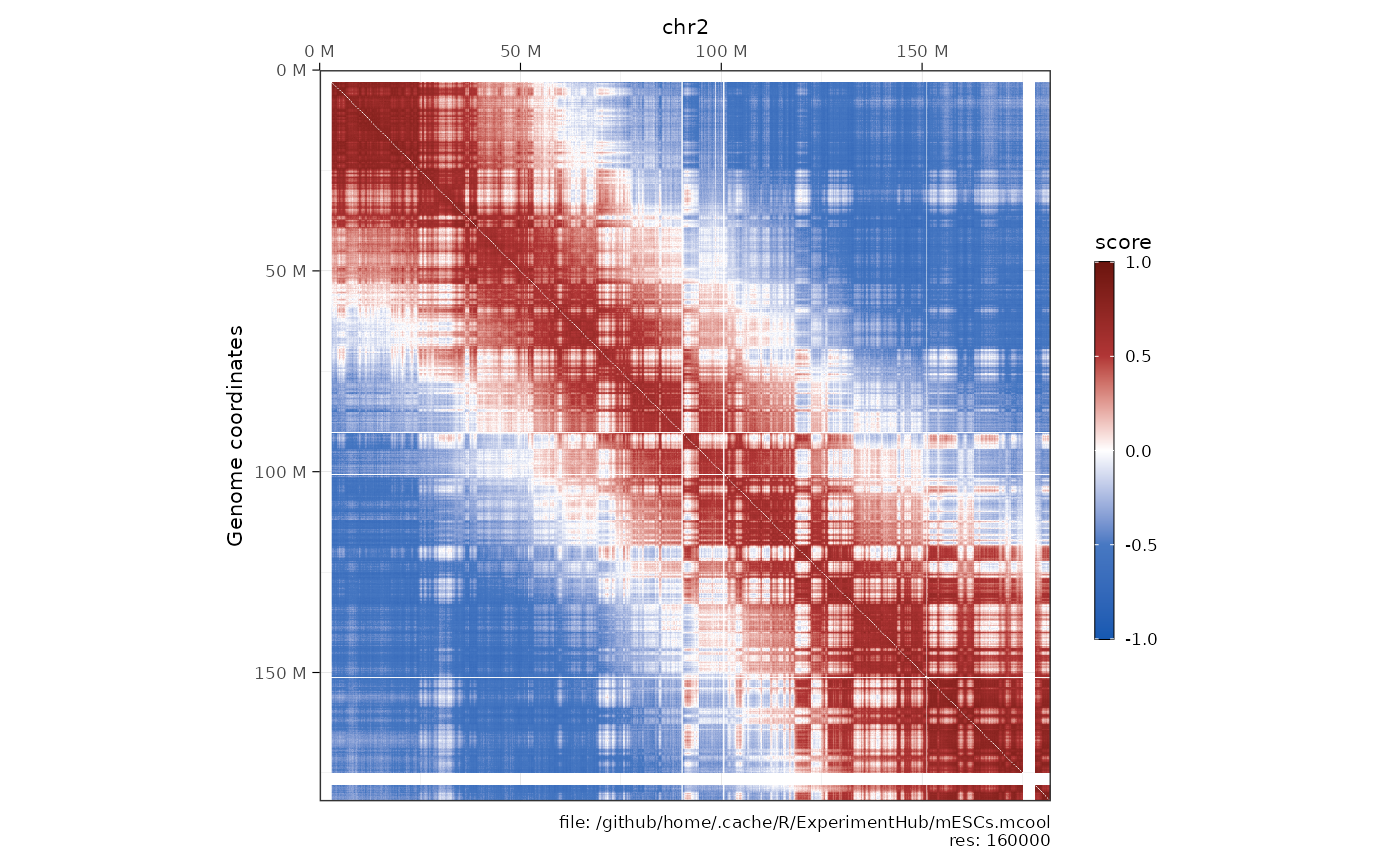 chr2
0 M 50 M 100 M 150 M
0 M
50 M
100 M
150 M
Genome coordinates
score
1.0
0.5
0.0
-0.5
-1.0
file: /github/home/.cache/R/ExperimentHub/mESCs.mcool
res: 160000